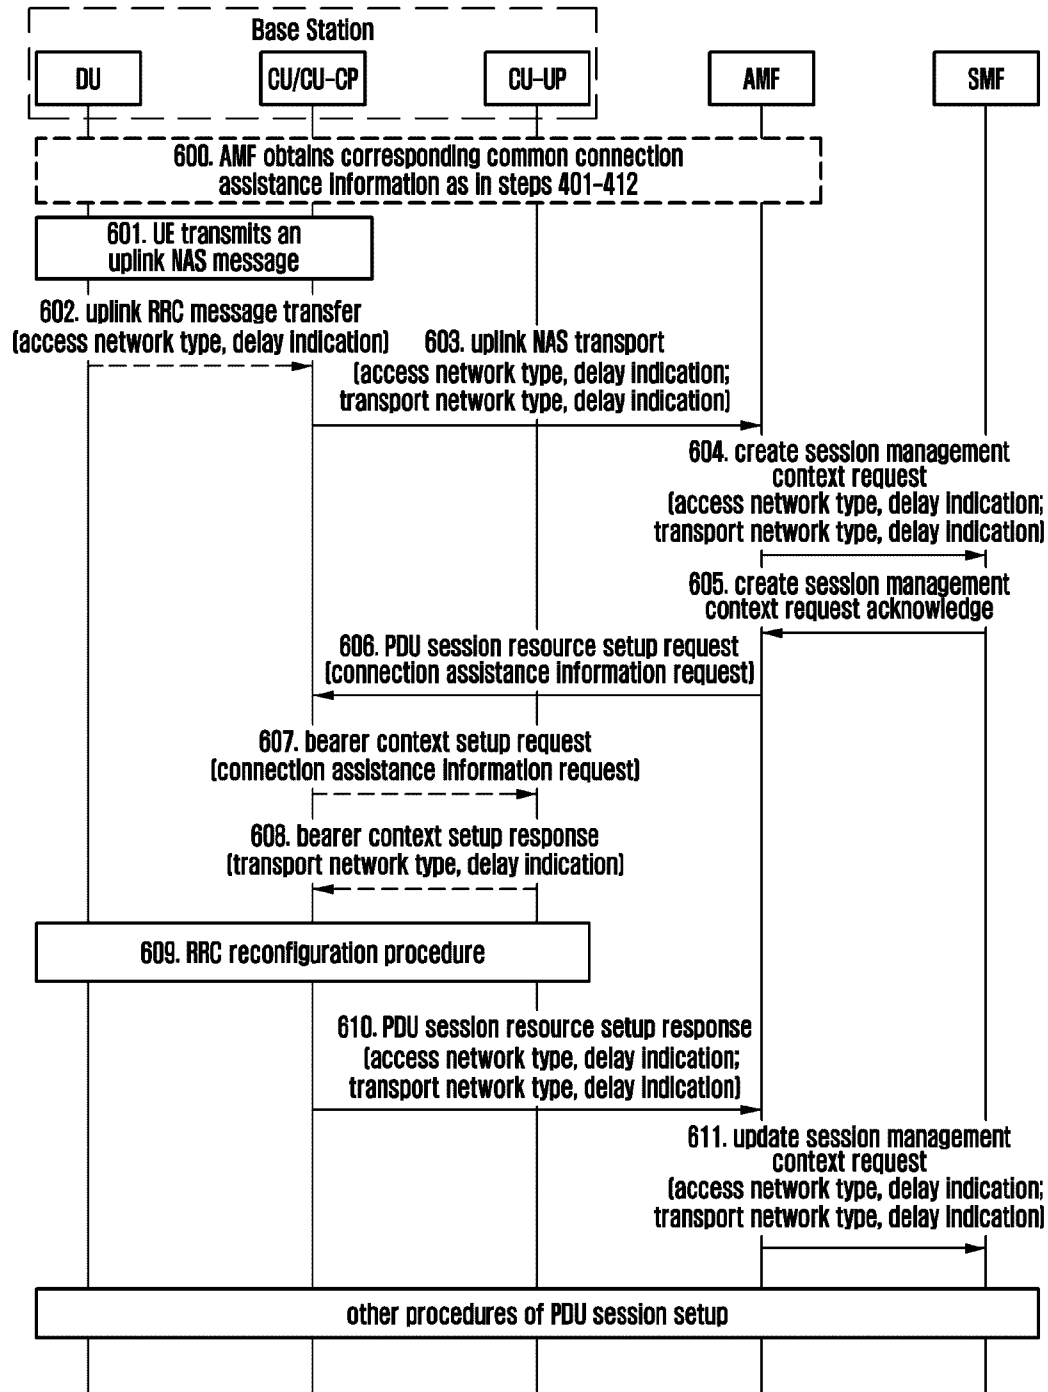 Base Station
DU
CU/CU-CP
CU-UP
AMF
SMF
600. AMF obtains corresponding common connection
assistance information as in steps 401-412
601. UE transmits an
uplink NAS message
602. uplink RRC message transfer
(access network type, delay indication)
603. uplink NAS transport
(access network type, delay indication;
transport network type, delay indication)
604. create session management
context request
(access network type, delay indication;
transport network type, delay indication)
605. create session management
context request acknowledge
606. PDU session resource setup request
(connection assistance information request)
607. bearer context setup request
(connection assistance information request)
608. bearer context setup response
(transport network type, delay indication)
609. RRC reconfiguration procedure
610. PDU session resource setup response
(access network type, delay indication;
transport network type, delay indication)
611. update session management
context request
(access network type, delay indication;
transport network type, delay indication)
other procedures of PDU session setup